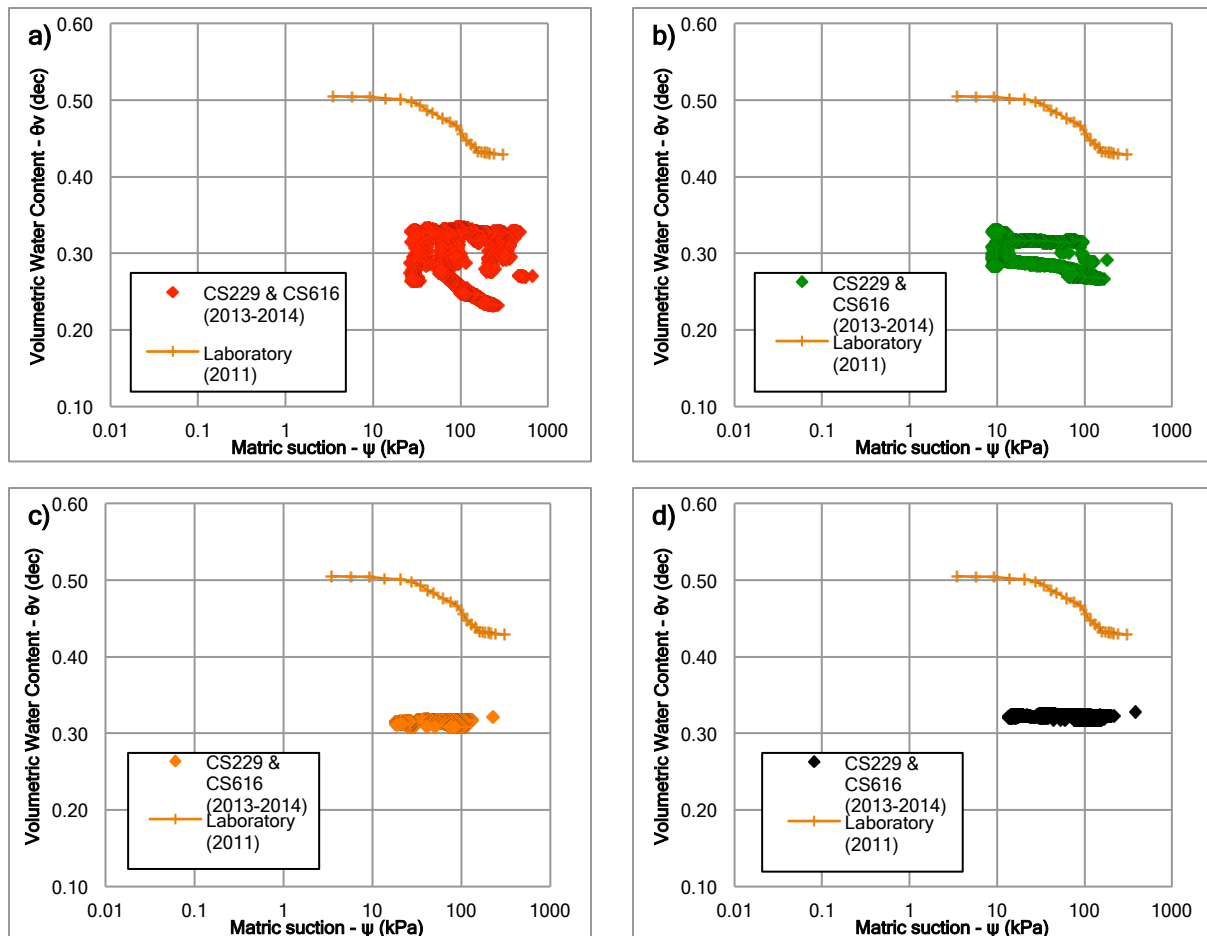 a)
0.60
0.50
0.40
0.30
0.20
0.10
Volumetric Water Content - θv (dec)
CS229 & CS616
(2013-2014)
Laboratory
(2011)
0.01 0.1 1 10 100 1000
Matric suction - ψ (kPa)
b)
0.60
0.50
0.40
0.30
0.20
0.10
Volumetric Water Content - θv (dec)
CS229 &
CS616
(2013-2014)
Laboratory
(2011)
0.01 0.1 1 10 100 1000
Matric suction - ψ (kPa)
c)
0.60
0.50
0.40
0.30
0.20
0.10
Volumetric Water Content - θv (dec)
CS229 &
CS616
(2013-2014)
Laboratory
(2011)
0.01 0.1 1 10 100 1000
Matric suction - ψ (kPa)
d)
0.60
0.50
0.40
0.30
0.20
0.10
Volumetric Water Content - θv (dec)
CS229 &
CS616
(2013-2014)
Laboratory
(2011)
0.01 0.1 1 10 100 1000
Matric suction - ψ (kPa)